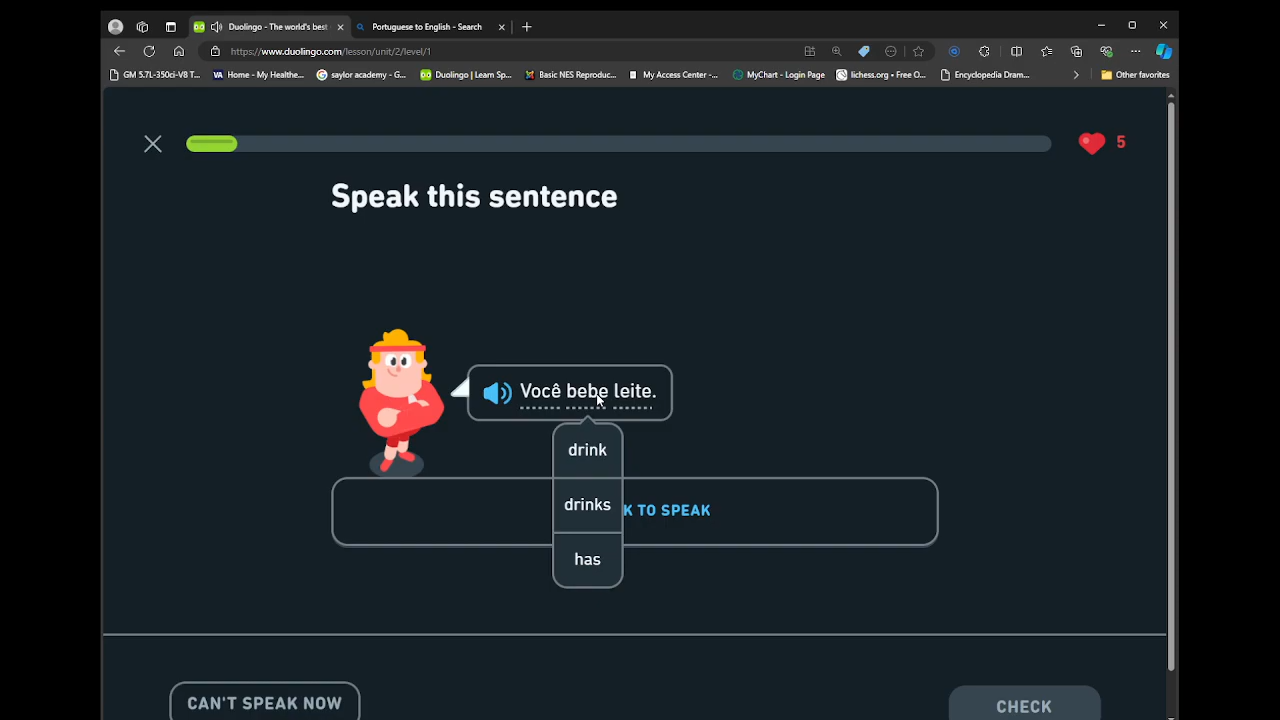 Duolingo - The world's best
Portuguese to English - Search
https://www.duolingo.com/lesson/unit/2/level/1
GM 5.7L-350ci-V8 T...
Home - My Healthe...
saylor academy - G...
Duolingo | Learn Sp...
Basic NES Reproduc...
My Access Center -...
MyChart - Login Page
lichess.org • Free O...
Encyclopedia Dram...
Other favorites
5
Speak this sentence
Você bebe leite.
drink
drinks
has
K TO SPEAK
CAN'T SPEAK NOW
CHECK